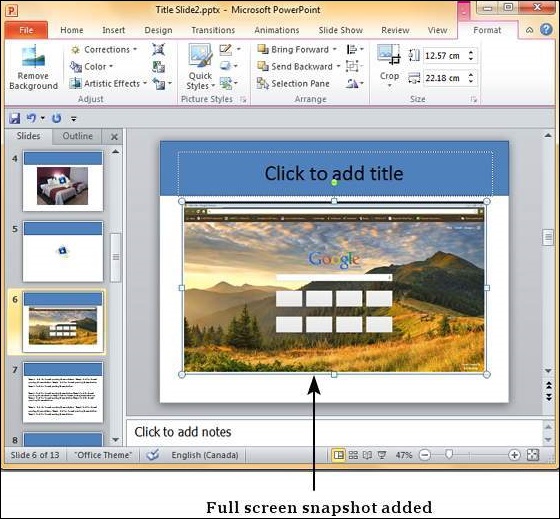 Title Slide2.pptx - Microsoft PowerPoint
P
File Home Insert Design Transitions Animations Slide Show Review View Format
Remove Background
Corrections
Color
Artistic Effects
Adjust
Quick Styles
Picture Styles
Bring Forward
Send Backward
Selection Pane
Arrange
Crop
12.57 cm
22.18 cm
Size
Slides Outline
4
5
6
7
8
Click to add title
Google
Click to add notes
Slide 6 of 13 "Office Theme" English (Canada) 47%
Full screen snapshot added